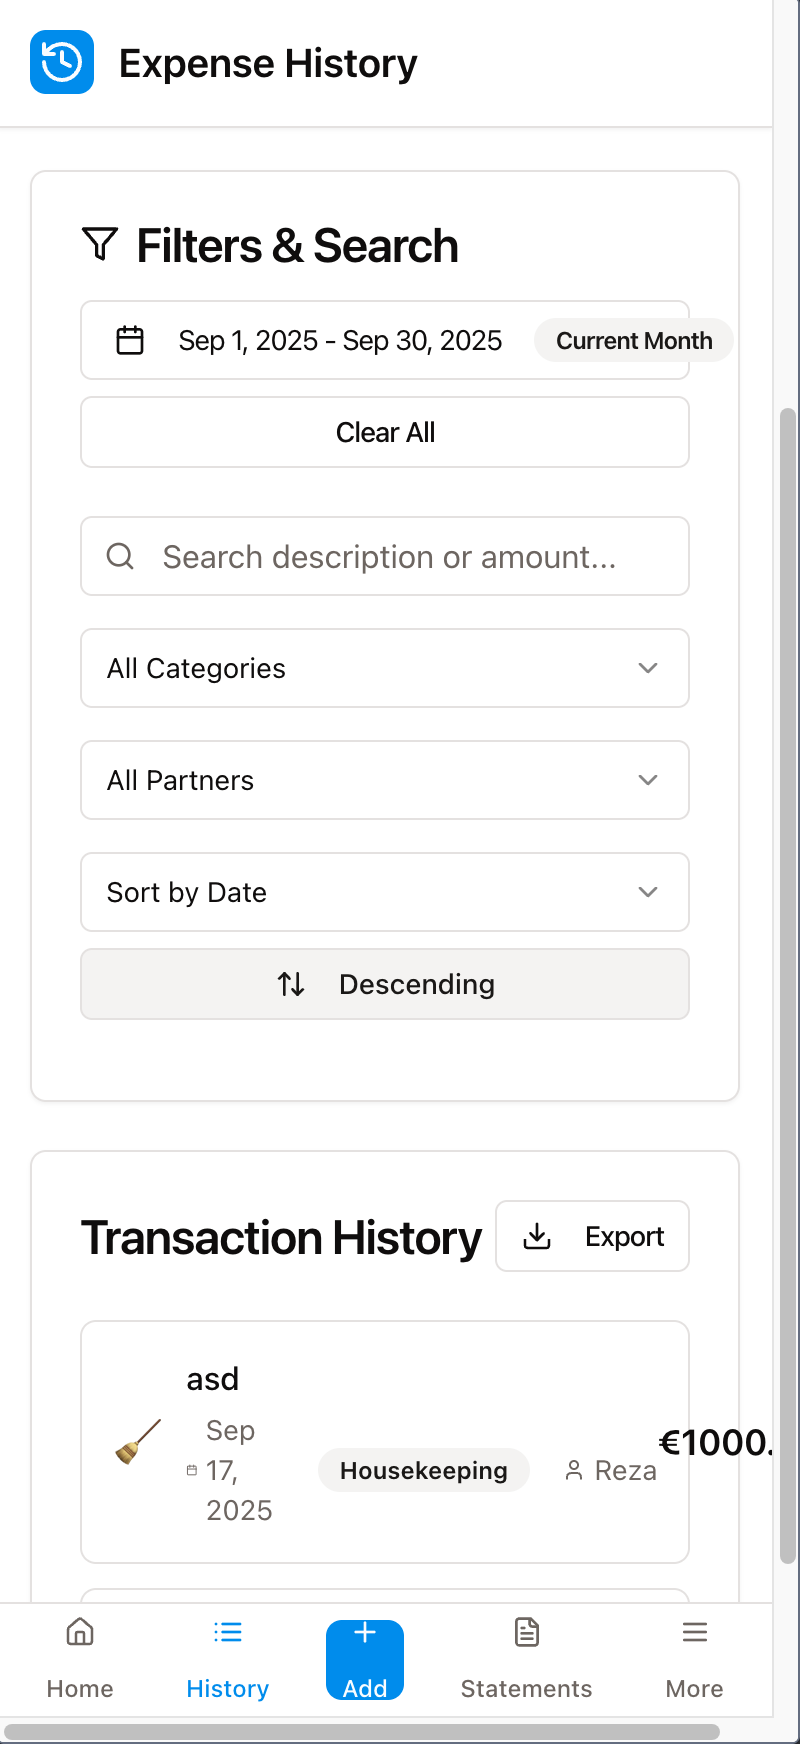 Expense History
Filters & Search
Sep 1, 2025 - Sep 30, 2025 Current Month
Clear All
Search description or amount...
All Categories
All Partners
Sort by Date
Descending
Transaction History Export
asd
Sep 17, 2025
Housekeeping
Reza
€1000.
Home History Add Statements More